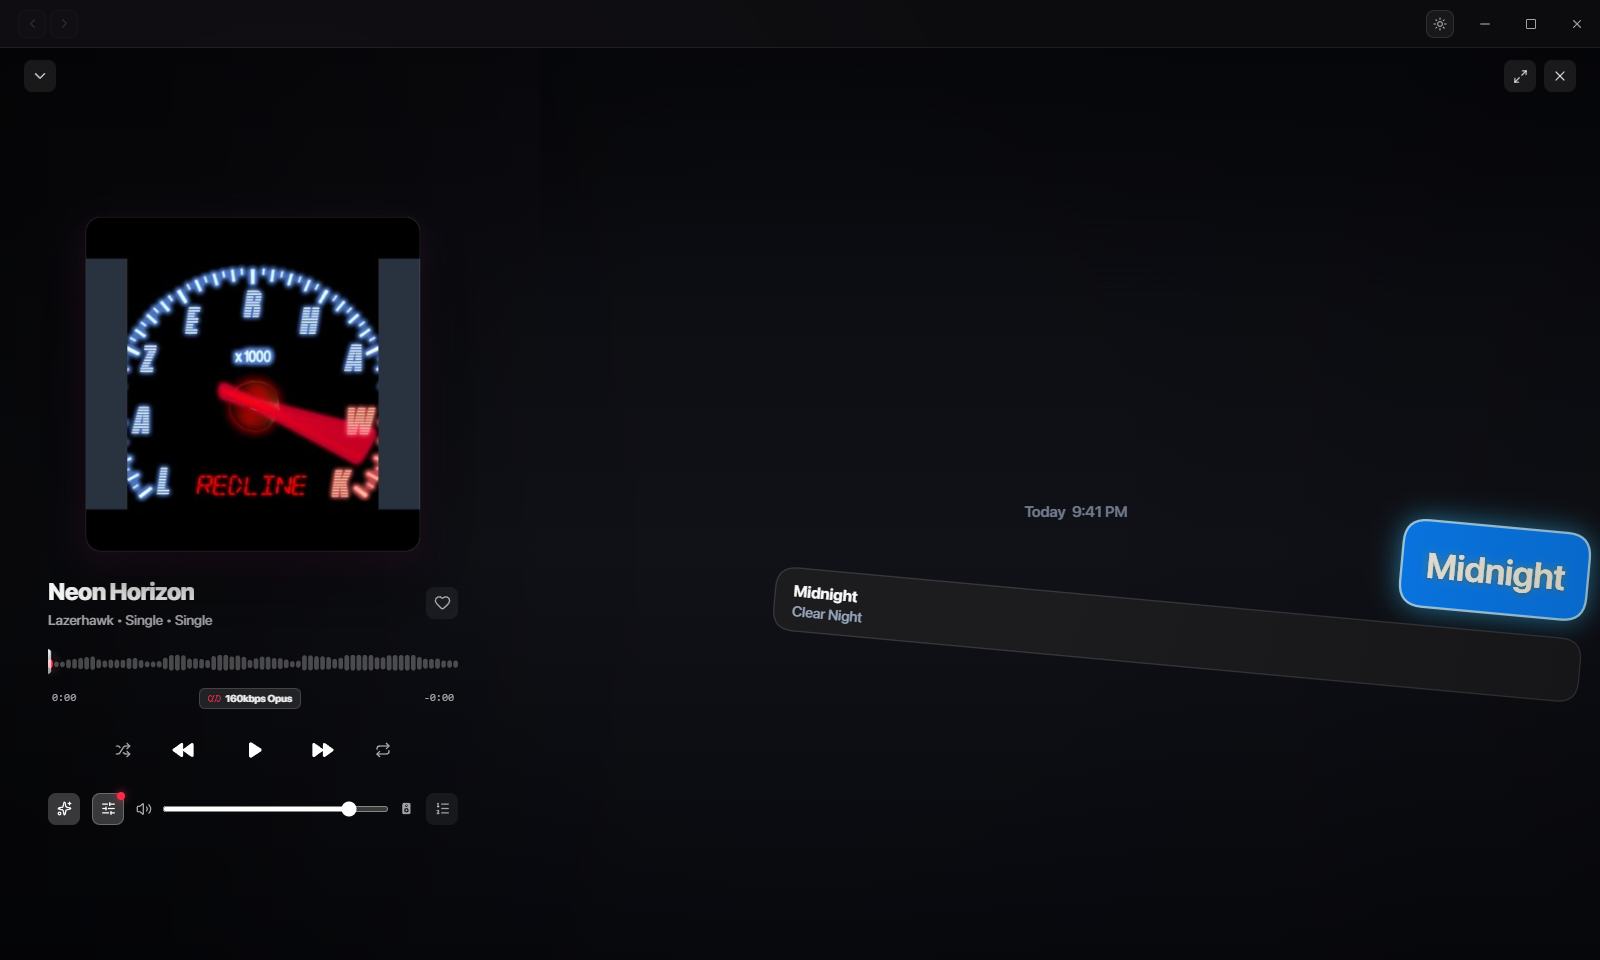 L A Z E R H A W K
x1000
REDLINE
Neon Horizon
Lazerhawk • Single • Single
0:00
160kbps Opus
-0:00
Today 9:41 PM
Midnight
Midnight
Clear Night